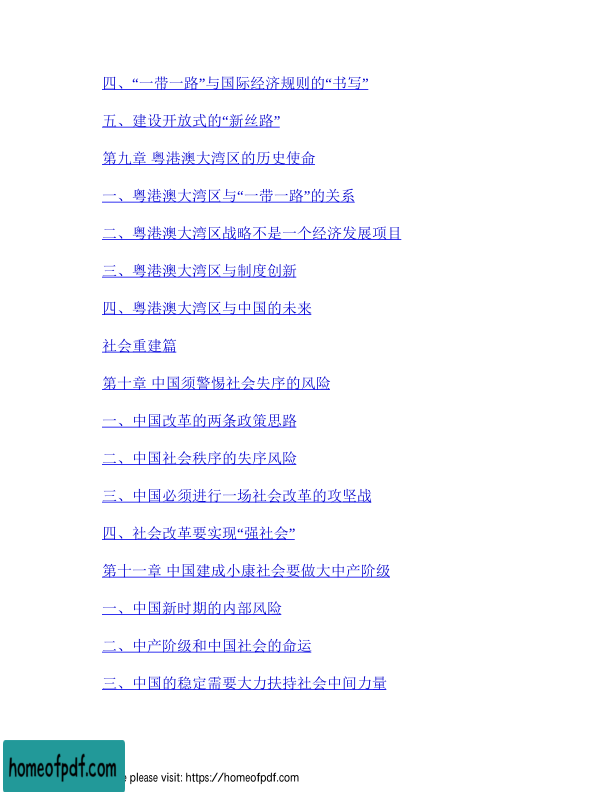 四、“一带一路”与国际经济规则的“书写”
五、建设开放式的“新丝路”
第九章 粤港澳大湾区的历史使命
一、粤港澳大湾区与“一带一路”的关系
二、粤港澳大湾区战略不是一个经济发展项目
三、粤港澳大湾区与制度创新
四、粤港澳大湾区与中国的未来
社会重建篇
第十章 中国须警惕社会失序的风险
一、中国改革的两条政策思路
二、中国社会秩序的失序风险
三、中国必须进行一场社会改革的攻坚战
四、社会改革要实现“强社会”
第十一章 中国建成小康社会要做大中产阶级
一、中国新时期的内部风险
二、中产阶级和中国社会的命运
三、中国的稳定需要大力扶持社会中间力量
homeofpdf.com
please visit: https://homeofpdf.com